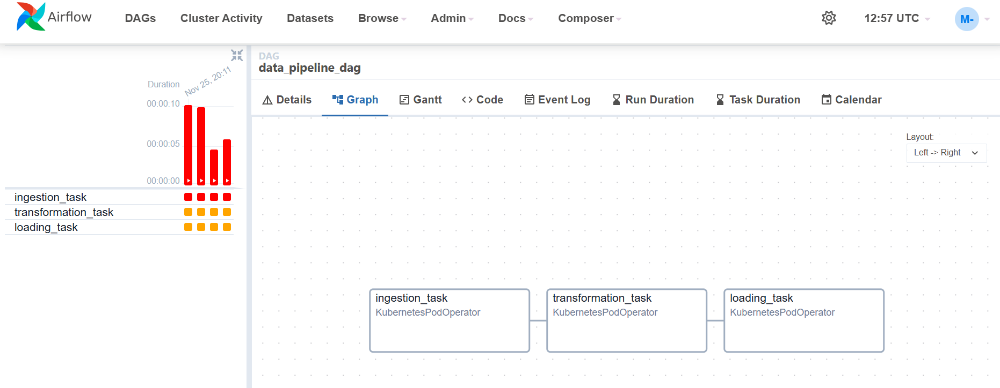 Airflow
DAGs
Cluster Activity
Datasets
Browse
Admin
Docs
Composer
12:57 UTC
M-
Duration
Nov 25, 20:11
00:00:10
00:00:05
00:00:00
ingestion_task
transformation_task
loading_task
DAG
data_pipeline_dag
Details
Graph
Gantt
Code
Event Log
Run Duration
Task Duration
Calendar
Layout:
Left -> Right
ingestion_task
KubernetesPodOperator
transformation_task
KubernetesPodOperator
loading_task
KubernetesPodOperator